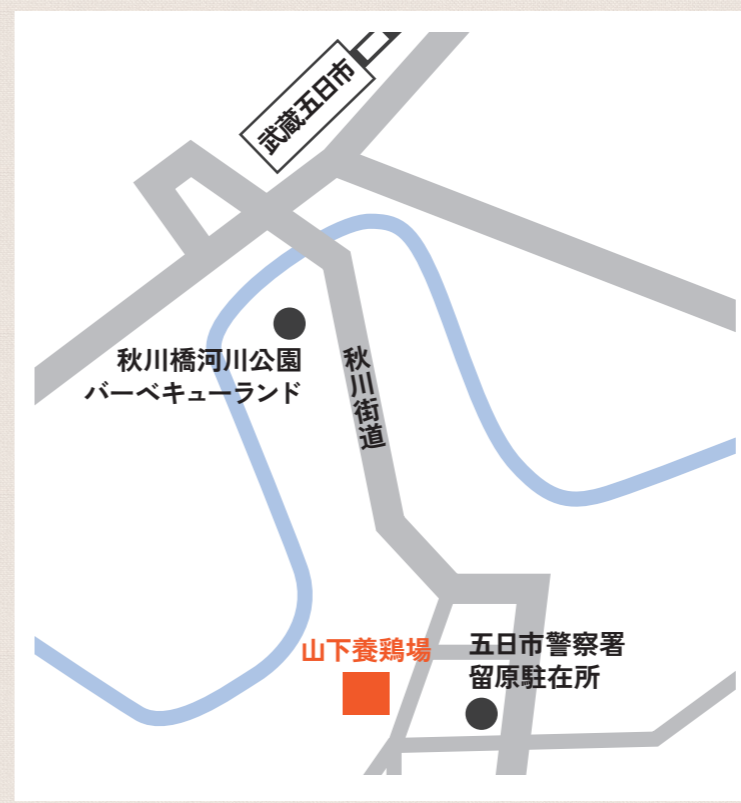 武蔵五日市
秋川橋河川公園
バーベキューランド
秋川街道
山下養鶏場
五日市警察署
留原駐在所